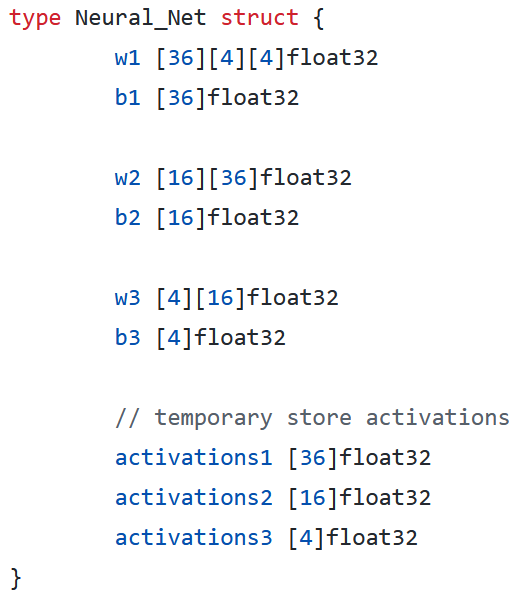 type Neural_Net struct {
w1 [36][4][4]float32
b1 [36]float32
w2 [16][36]float32
b2 [16]float32
w3 [4][16]float32
b3 [4]float32
// temporary store activations
activations1 [36]float32
activations2 [16]float32
activations3 [4]float32
}